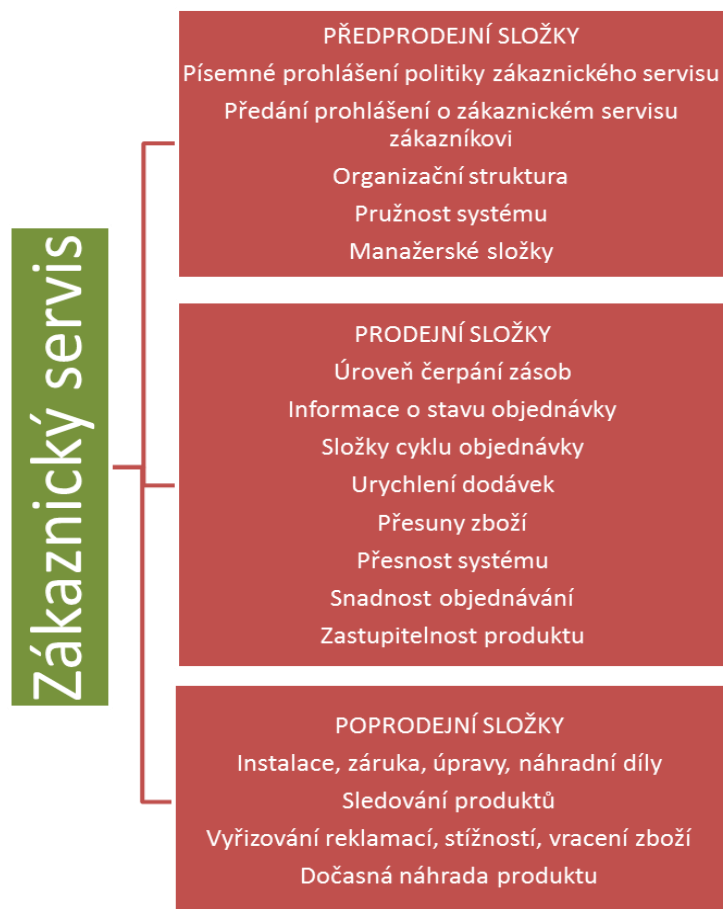 Zákaznický servis
PŘEDPRODEJNÍ SLOŽKY
Písemné prohlášení politiky zákaznického servisu
Předání prohlášení o zákaznickém servisu
zákazníkovi
Organizační struktura
Pružnost systému
Manažerské složky
PRODEJNÍ SLOŽKY
Úroveň čerpání zásob
Informace o stavu objednávky
Složky cyklu objednávky
Urychlení dodávek
Přesuny zboží
Přesnost systému
Snadnost objednávání
Zastupitelnost produktu
POPRODEJNÍ SLOŽKY
Instalace, záruka, úpravy, náhradní díly
Sledování produktů
Vyřizování reklamací, stížností, vracení zboží
Dočasná náhrada produktu